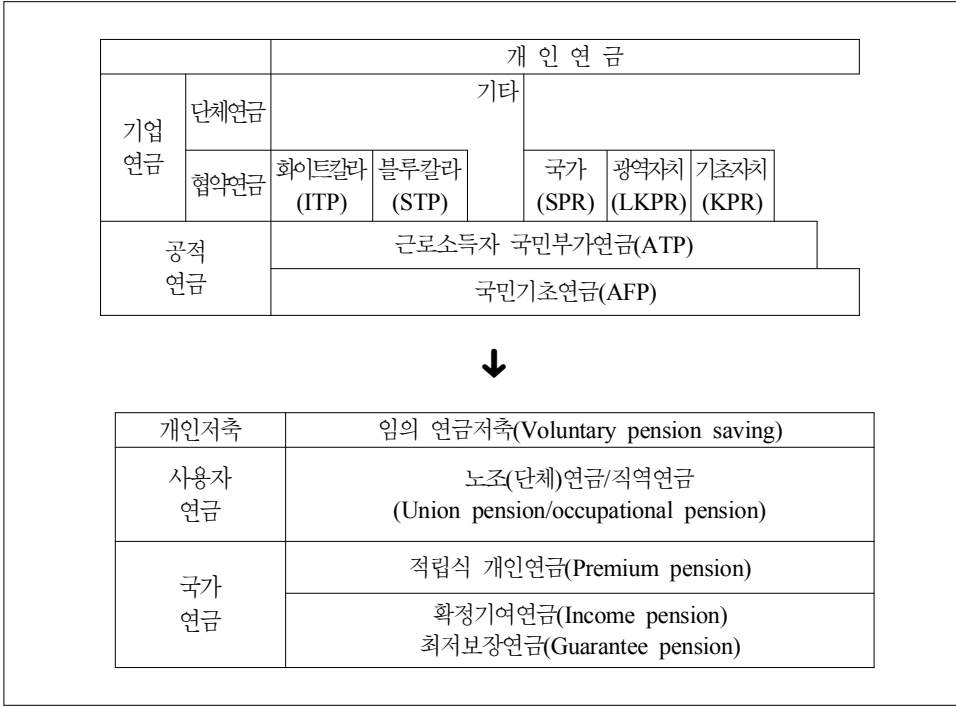 개 인 연 금
기업
연금
단체연금
기타
협약연금
화이트칼라
(ITP)
블루칼라
(STP)
국가
(SPR)
광역자치
(LKPR)
기초자치
(KPR)
공적
연금
근로소득자 국민부가연금(ATP)
국민기초연금(AFP)
개인저축
임의 연금저축(Voluntary pension saving)
사용자
연금
노조(단체)연금/직역연금
(Union pension/occupational pension)
국가
연금
적립식 개인연금(Premium pension)
확정기여연금(Income pension)
최저보장연금(Guarantee pension)